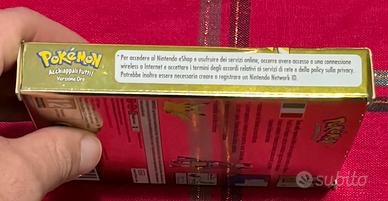 POKÉMON
Acchiappali tutti!
Versione Oro
Per accedere al Nintendo eShop e usufruire dei servizi online, occorre avere accesso a una connessione
wireless a Internet e accettare i termini degli accordi relativi ai servizi di rete e della policy sulla privacy.
Potrebbe inoltre essere necessario creare o registrare un Nintendo Network ID.
POKÉMON
subito